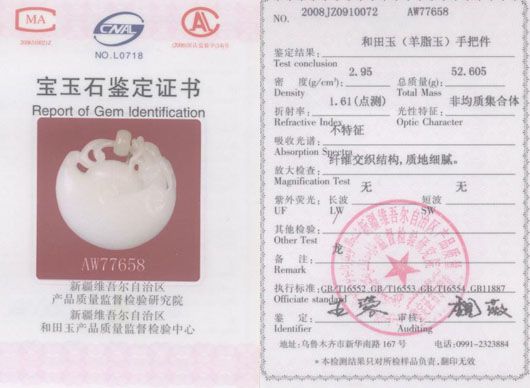 MA
CNAL
CAL
NO.L0718
宝玉石鉴定证书
Report of Gem Identification
AW77658
新疆维吾尔自治区
产品质量监督检验研究院
新疆维吾尔自治区
和田玉产品质量监督检验中心
NO. 2008JZ0910072 AW77658
鉴定结果: 和田玉（羊脂玉）手把件
Test conclusion
密 度(g/cm³): 2.95 总质量(g): 52.605
Density Total Mass
折射率: 1.61(点测) 光性特征: 非均质集合体
Refractive Index Optic Character
吸收光谱: 不特征
Absorption Spectra
放大检查: 纤维交织结构,质地细腻。
Magnification Test
紫外荧光: 长波 无 短波 无
UF LW SW
其他检验:
Other Test
备 注: 龙
Remark
执行标准:GB/T16552 GB/T16553 GB/T16554 GB11887
Officiate standard
鉴 定: 审核:
Identifier Auditing
地址:乌鲁木齐市新华南路167号 电话:0991-2323884
*本检测结果只对所检样品负责,翻印无效